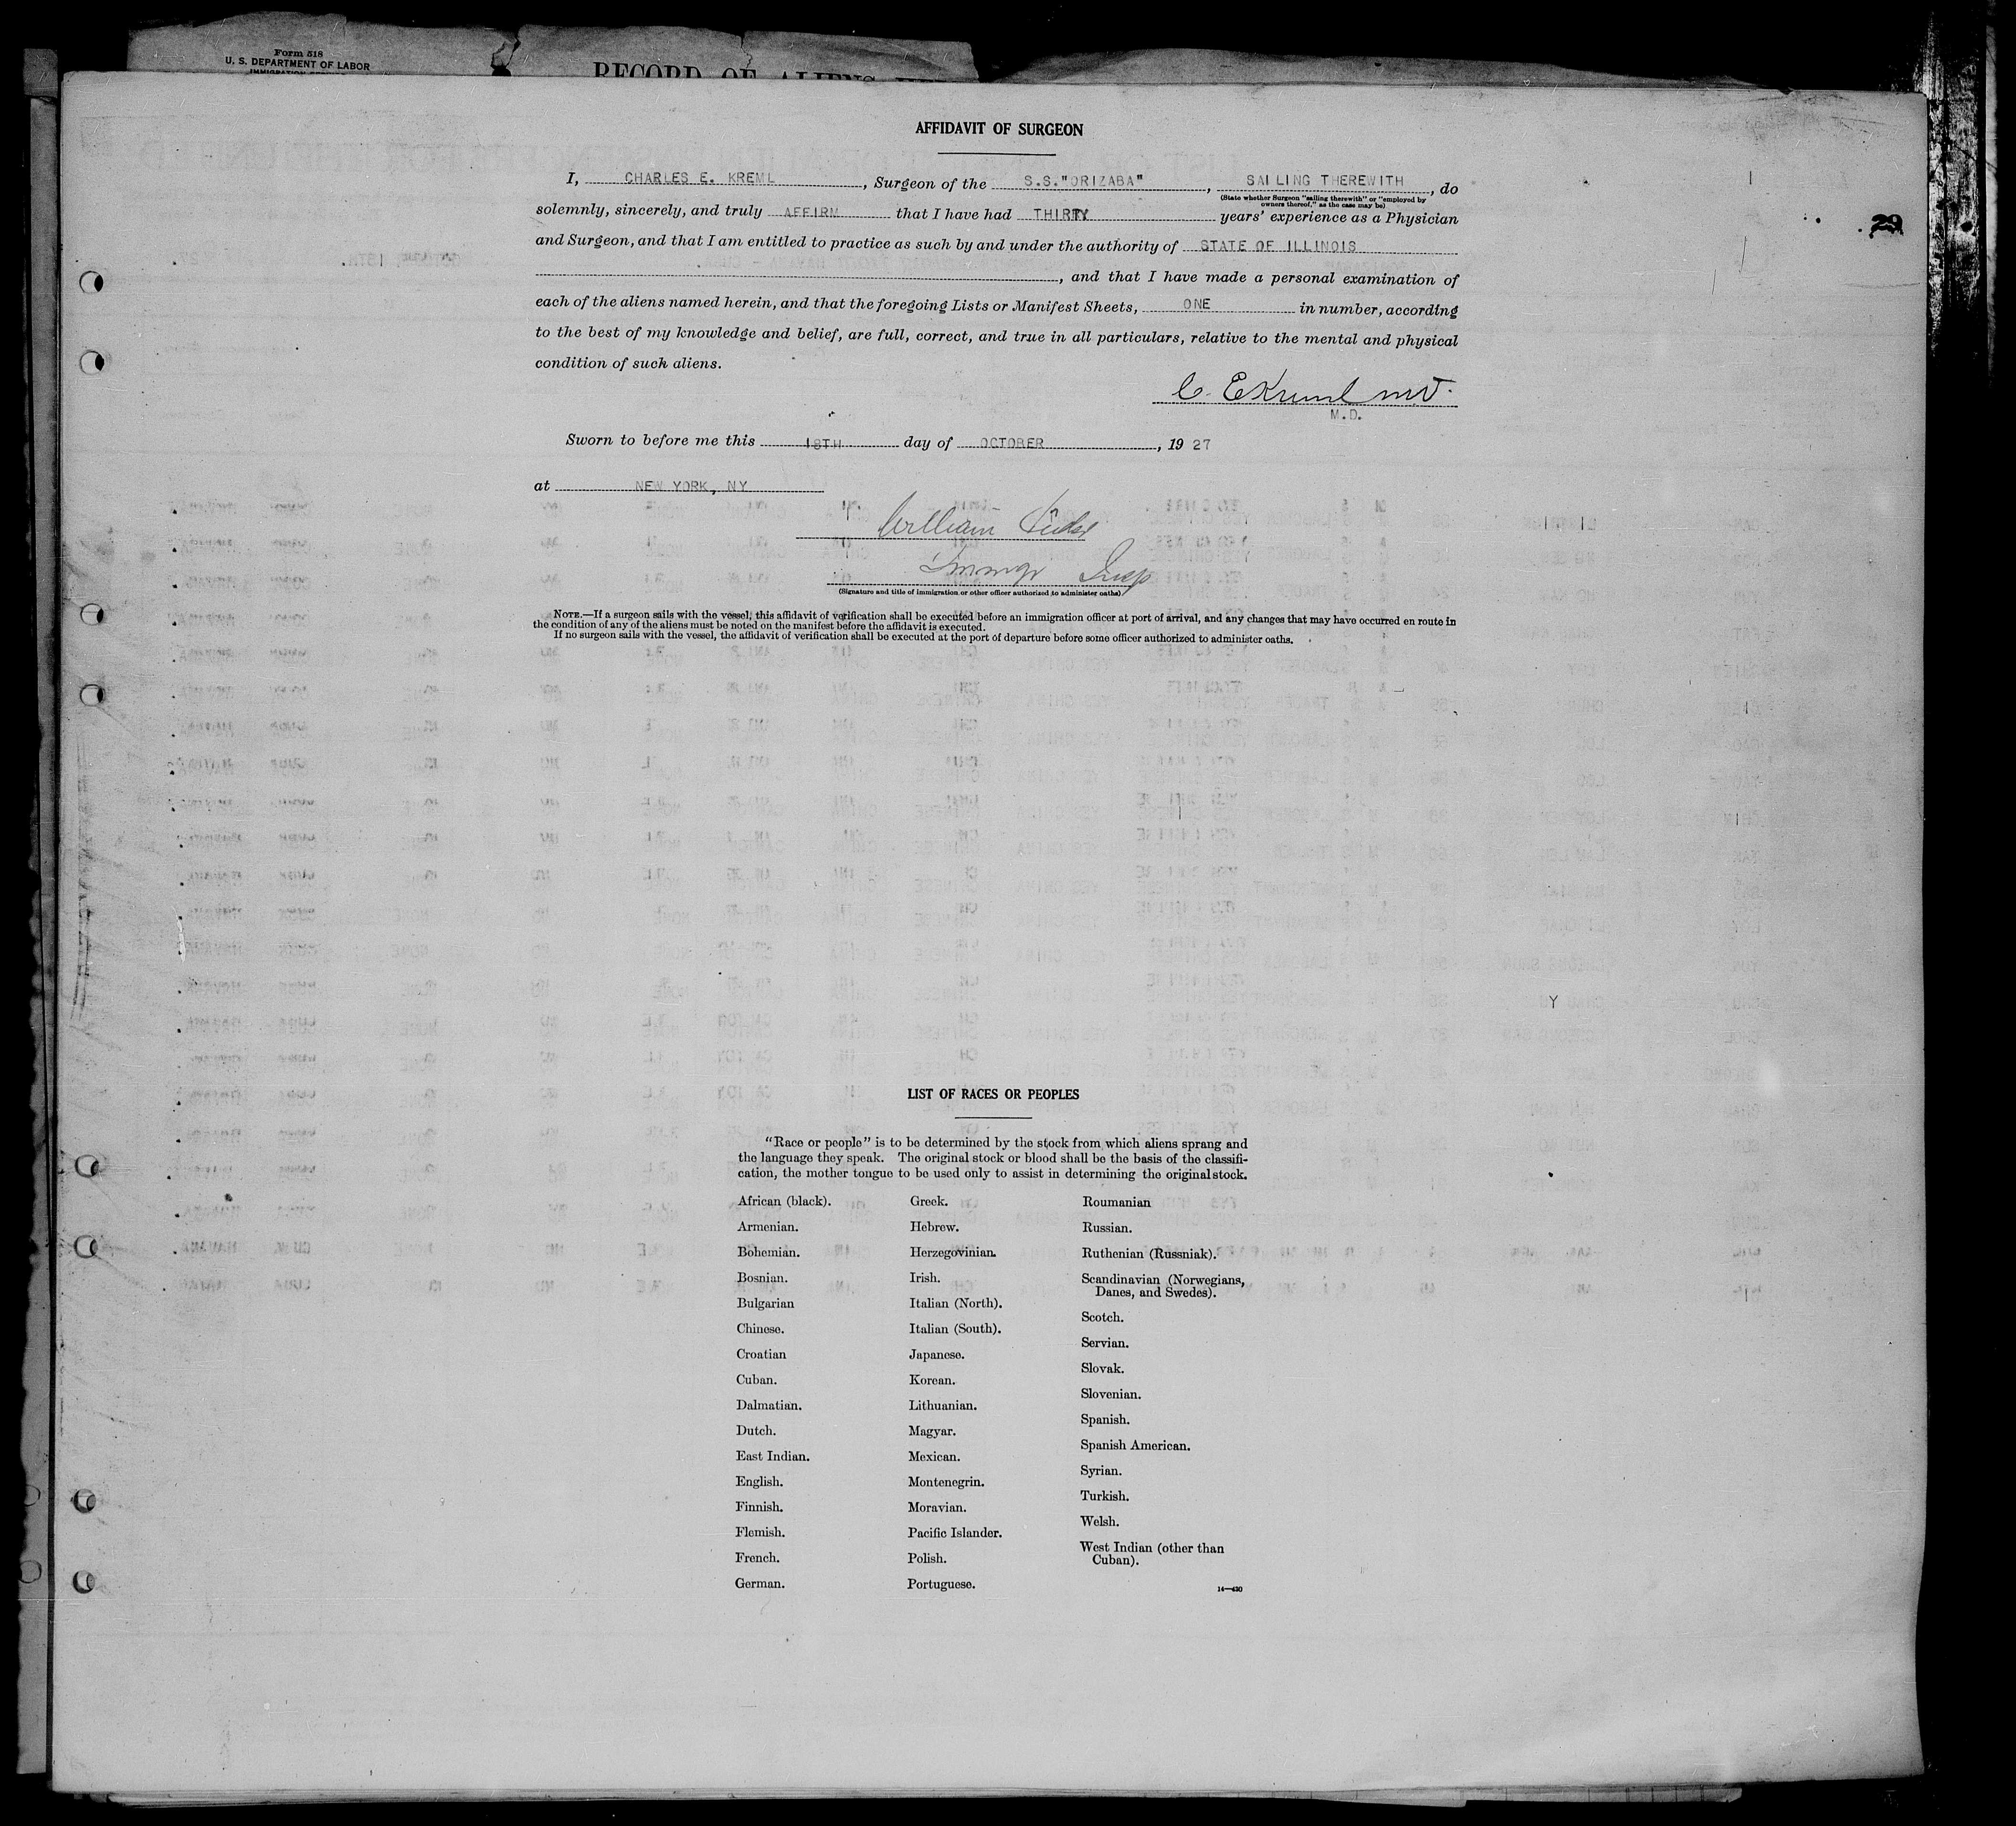 Form 518
U. S. DEPARTMENT OF LABOR
RECORD OF ALIENS
29
AFFIDAVIT OF SURGEON
I, CHARLES E. KREML, Surgeon of the S.S."ORIZABA", SAILING THEREWITH, do
(State whether Surgeon "sailing therewith" or "employed by
owners thereof," as the case may be)
solemnly, sincerely, and truly AFFIRM that I have had THIRTY years' experience as a Physician
and Surgeon, and that I am entitled to practice as such by and under the authority of STATE OF ILLINOIS
, and that I have made a personal examination of
each of the aliens named herein, and that the foregoing Lists or Manifest Sheets, ONE in number, according
to the best of my knowledge and belief, are full, correct, and true in all particulars, relative to the mental and physical
condition of such aliens.
C. E Kreml MD.
M.D.
Sworn to before me this 18TH day of OCTOBER, 1927
at NEW YORK, NY
William
Immgr Insp
(Signature and title of immigration or other officer authorized to administer oaths)
NOTE.—If a surgeon sails with the vessel, this affidavit of verification shall be executed before an immigration officer at port of arrival, and any changes that may have occurred en route in
the condition of any of the aliens must be noted on the manifest before the affidavit is executed.
If no surgeon sails with the vessel, the affidavit of verification shall be executed at the port of departure before some officer authorized to administer oaths.
LIST OF RACES OR PEOPLES
"Race or people" is to be determined by the stock from which aliens sprang and
the language they speak. The original stock or blood shall be the basis of the classifi-
cation, the mother tongue to be used only to assist in determining the original stock.
African (black).
Armenian.
Bohemian.
Bosnian.
Bulgarian
Chinese.
Croatian
Cuban.
Dalmatian.
Dutch.
East Indian.
English.
Finnish.
Flemish.
French.
German.
Greek.
Hebrew.
Herzegovinian.
Irish.
Italian (North).
Italian (South).
Japanese.
Korean.
Lithuanian.
Magyar.
Mexican.
Montenegrin.
Moravian.
Pacific Islander.
Polish.
Portuguese.
Roumanian
Russian.
Ruthenian (Russniak).
Scandinavian (Norwegians,
Danes, and Swedes).
Scotch.
Servian.
Slovak.
Slovenian.
Spanish.
Spanish American.
Syrian.
Turkish.
Welsh.
West Indian (other than
Cuban).
14—430